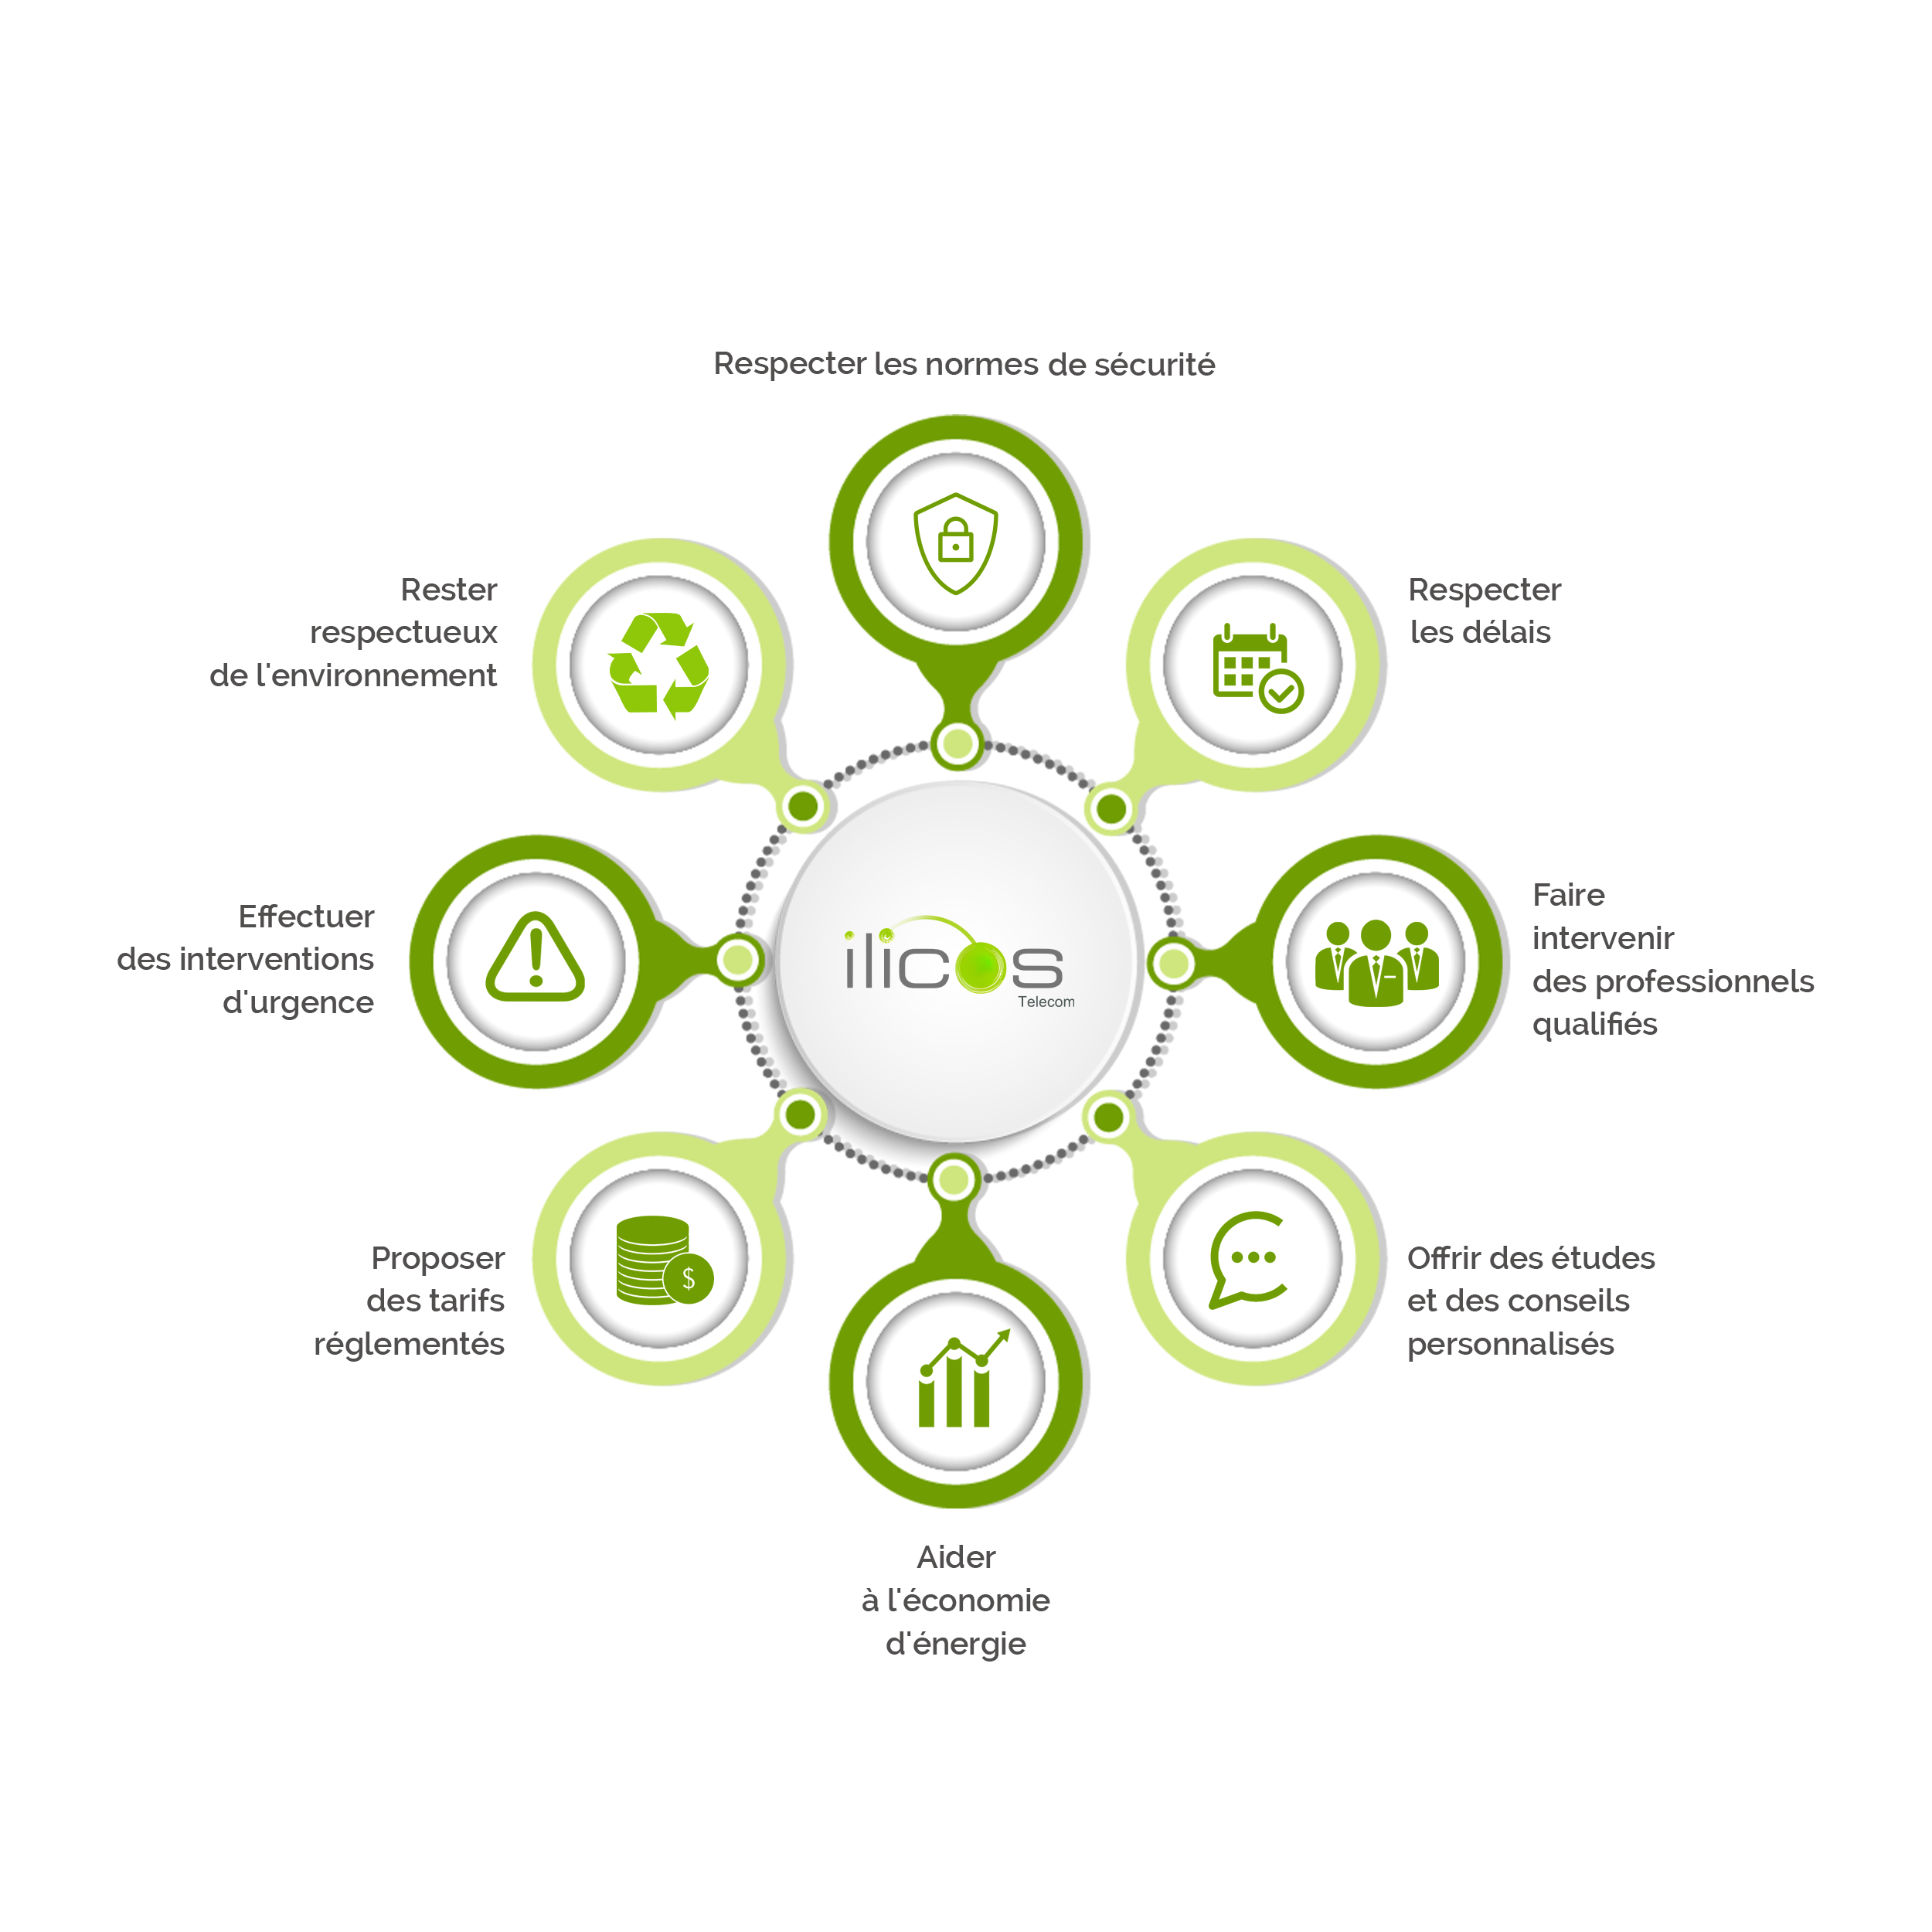 Respecter les normes de sécurité
Respecter
les délais
Faire
intervenir
des professionnels
qualifiés
Offrir des études
et des conseils
personnalisés
Aider
à l'économie
d'énergie
Proposer
des tarifs
réglementés
$
Effectuer
des interventions
d'urgence
Rester
respectueux
de l'environnement
ilicos
Telecom